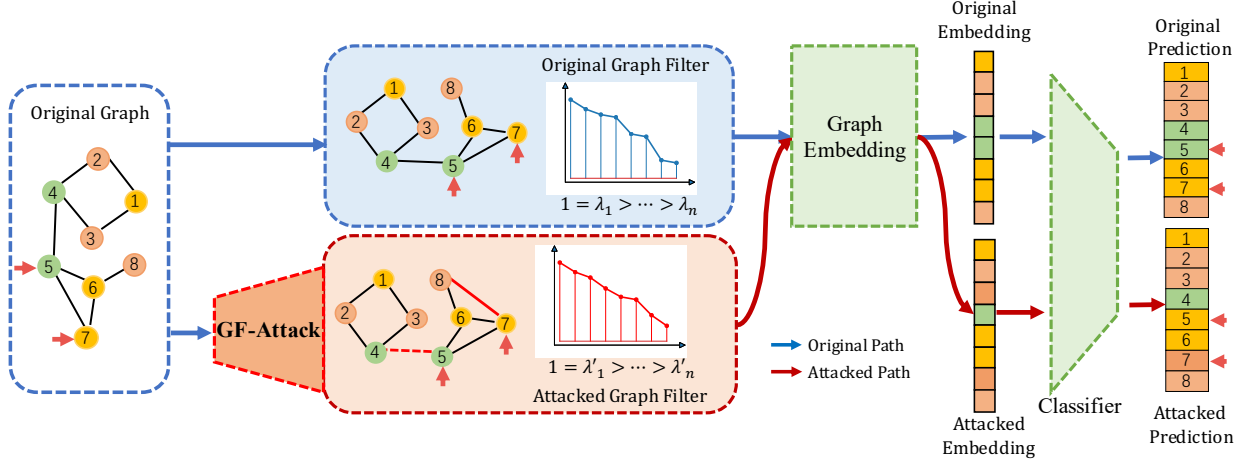 Original Graph
2
4
1
3
5
8
6
7
GF-Attack
Original Graph Filter
1
8
2
3
6
7
4
5
1 = λ₁ > ⋯ > λₙ
1
8
2
3
6
7
4
5
1 = λ'₁ > ⋯ > λ'ₙ
Attacked Graph Filter
Graph
Embedding
Original Path
Attacked Path
Original
Embedding
Attacked
Embedding
Classifier
Original
Prediction
1
2
3
4
5
6
7
8
1
2
3
4
5
6
7
8
Attacked
Prediction